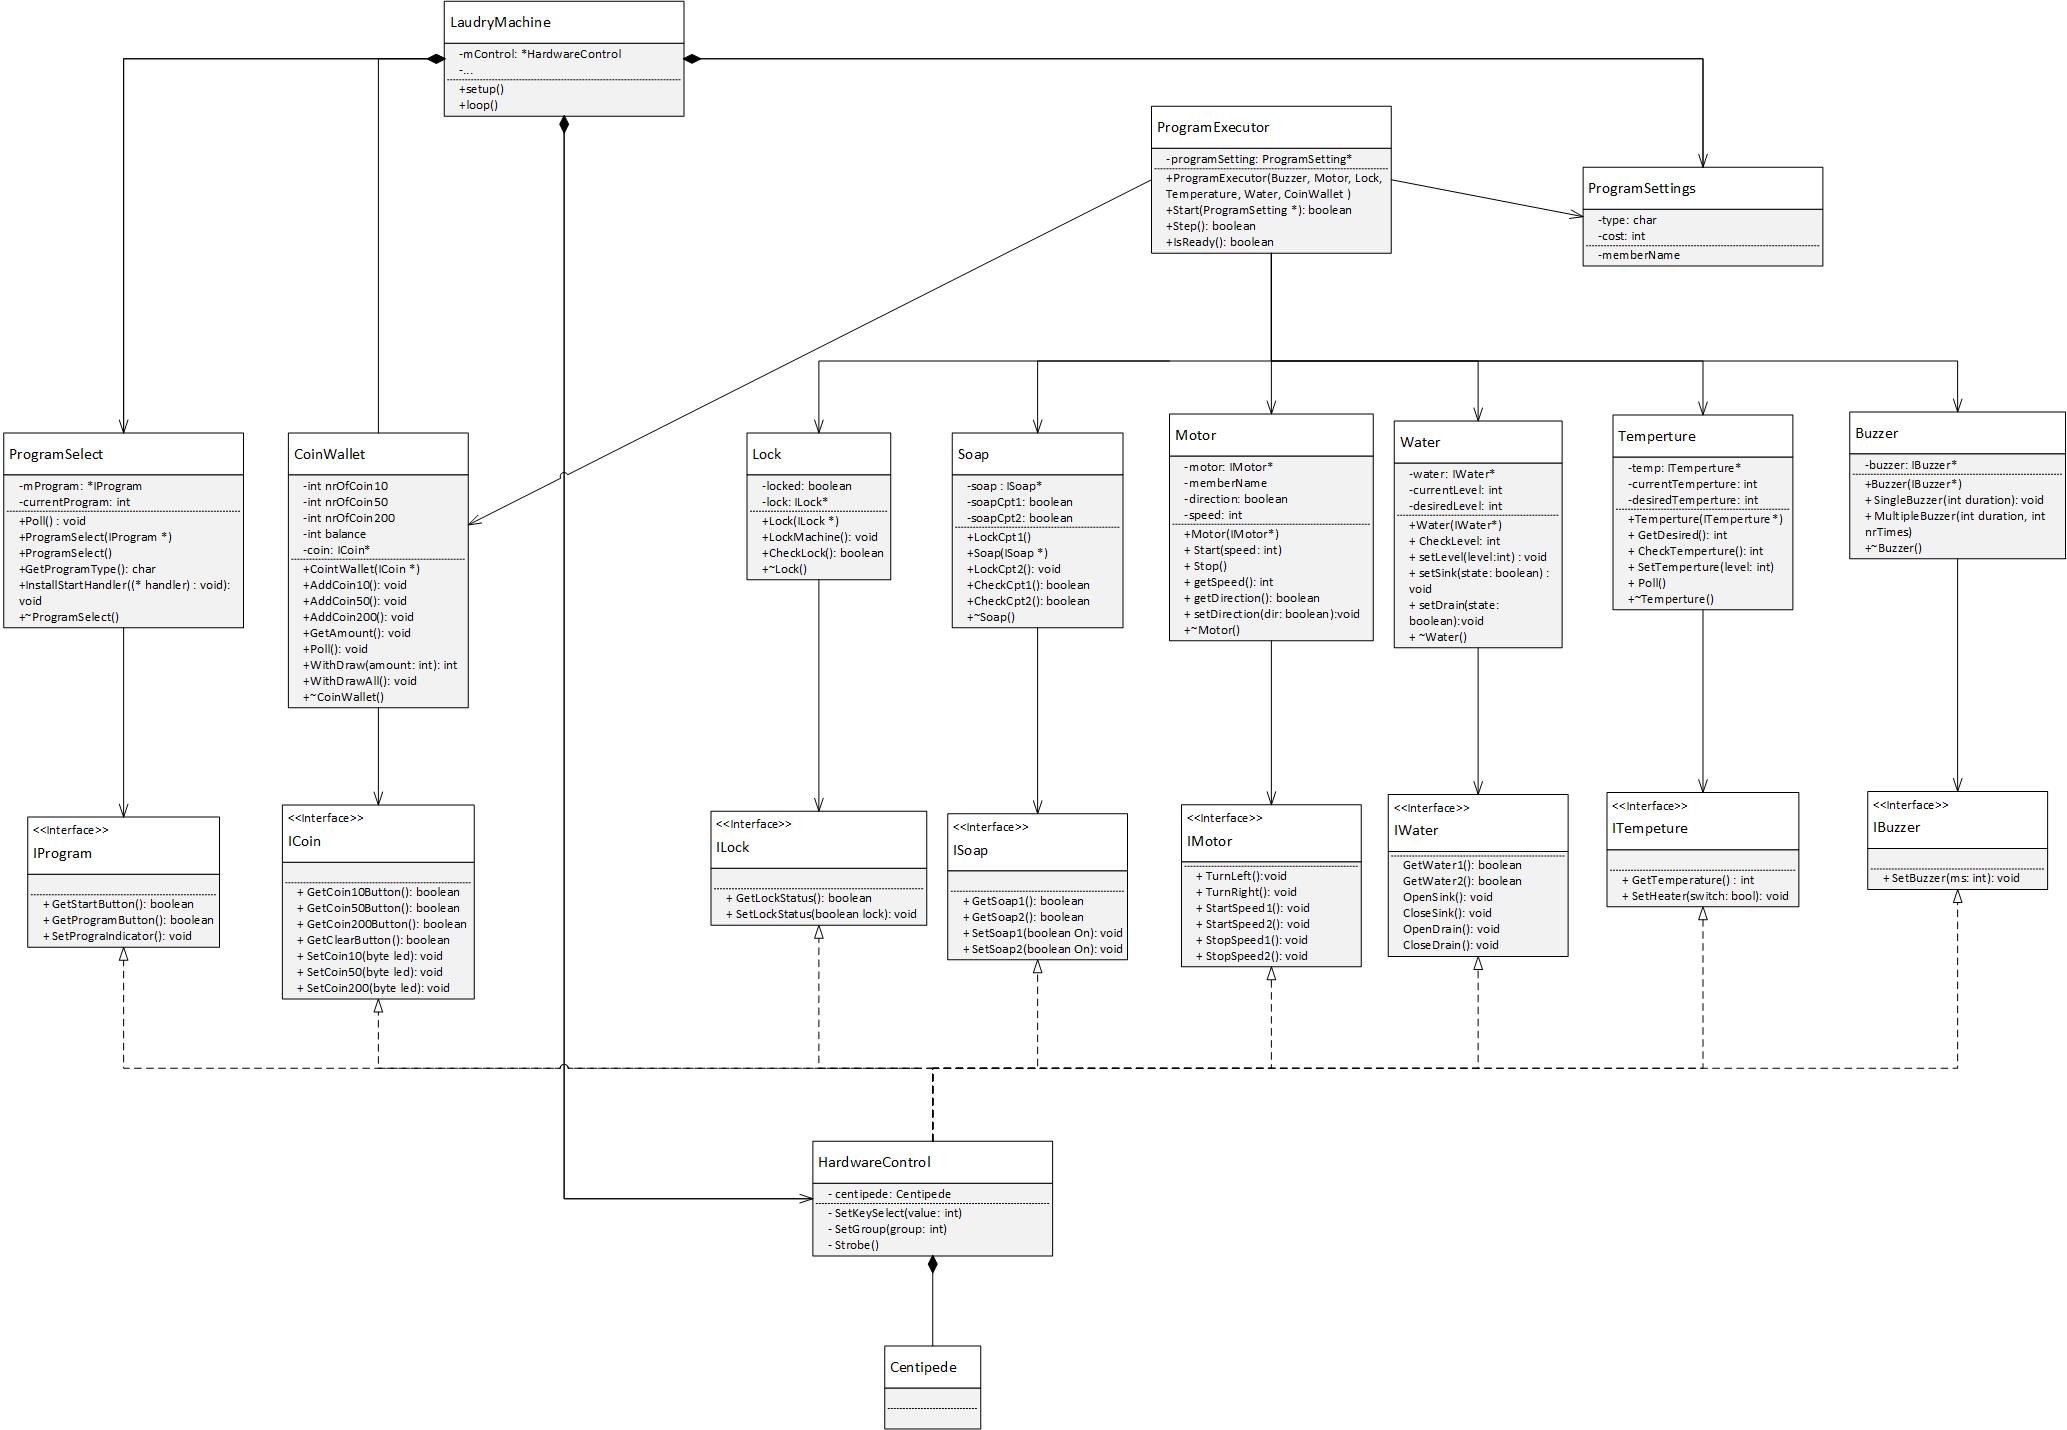 LaudryMachine
-mControl: *HardwareControl
-...
+setup()
+loop()
ProgramExecutor
-programSetting: ProgramSetting*
+ProgramExecutor(Buzzer, Motor, Lock,
Temperature, Water, CoinWallet )
+Start(ProgramSetting *): boolean
+Step(): boolean
+IsReady(): boolean
ProgramSettings
-type: char
-cost: int
-memberName
ProgramSelect
-mProgram: *IProgram
-currentProgram: int
+Poll() : void
+ProgramSelect(IProgram *)
+ProgramSelect()
+GetProgramType(): char
+InstallStartHandler((* handler) : void):
void
+~ProgramSelect()
CoinWallet
-int nrOfCoin10
-int nrOfCoin50
-int nrOfCoin200
-int balance
-coin: ICoin*
+CointWallet(ICoin *)
+AddCoin10(): void
+AddCoin50(): void
+AddCoin200(): void
+GetAmount(): void
+Poll(): void
+WithDraw(amount: int): int
+WithDrawAll(): void
+~CoinWallet()
Lock
-locked: boolean
-lock: ILock*
+Lock(ILock *)
+LockMachine(): void
+CheckLock(): boolean
+~Lock()
Soap
-soap : ISoap*
-soapCpt1: boolean
-soapCpt2: boolean
+LockCpt1()
+Soap(ISoap *)
+LockCpt2(): void
+CheckCpt1(): boolean
+CheckCpt2(): boolean
+~Soap()
Motor
-motor: IMotor*
-memberName
-direction: boolean
-speed: int
+Motor(IMotor*)
+ Start(speed: int)
+ Stop()
+ getSpeed(): int
+ getDirection(): boolean
+ setDirection(dir: boolean):void
+~Motor()
Water
-water: IWater*
-currentLevel: int
-desiredLevel: int
+Water(IWater*)
+ CheckLevel: int
+ setLevel(level:int) : void
+ setSink(state: boolean) :
void
+ setDrain(state:
boolean):void
+ ~Water()
Temperture
-temp: ITemperture*
-currentTemperture: int
-desiredTemperture: int
+Temperture(ITemperture*)
+ GetDesired(): int
+ CheckTemperture(): int
+ SetTemperture(level: int)
+ Poll()
+~Temperture()
Buzzer
-buzzer: IBuzzer*
+Buzzer(IBuzzer*)
+ SingleBuzzer(int duration): void
+ MultipleBuzzer(int duration, int
nrTimes)
+~Buzzer()
<<Interface>>
IProgram
+ GetStartButton(): boolean
+ GetProgramButton(): boolean
+ SetPrograIndicator(): void
<<Interface>>
ICoin
+ GetCoin10Button(): boolean
+ GetCoin50Button(): boolean
+ GetCoin200Button(): boolean
+ GetClearButton(): boolean
+ SetCoin10(byte led): void
+ SetCoin50(byte led): void
+ SetCoin200(byte led): void
<<Interface>>
ILock
+ GetLockStatus(): boolean
+ SetLockStatus(boolean lock): void
<<Interface>>
ISoap
+ GetSoap1(): boolean
+ GetSoap2(): boolean
+ SetSoap1(boolean On): void
+ SetSoap2(boolean On): void
<<Interface>>
IMotor
+ TurnLeft():void
+ TurnRight(): void
+ StartSpeed1(): void
+ StartSpeed2(): void
+ StopSpeed1(): void
+ StopSpeed2(): void
<<Interface>>
IWater
GetWater1(): boolean
GetWater2(): boolean
OpenSink(): void
CloseSink(): void
OpenDrain(): void
CloseDrain(): void
<<Interface>>
ITempeture
+ GetTemperature() : int
+ SetHeater(switch: bool): void
<<Interface>>
IBuzzer
+ SetBuzzer(ms: int): void
HardwareControl
- centipede: Centipede
- SetKeySelect(value: int)
- SetGroup(group: int)
- Strobe()
Centipede